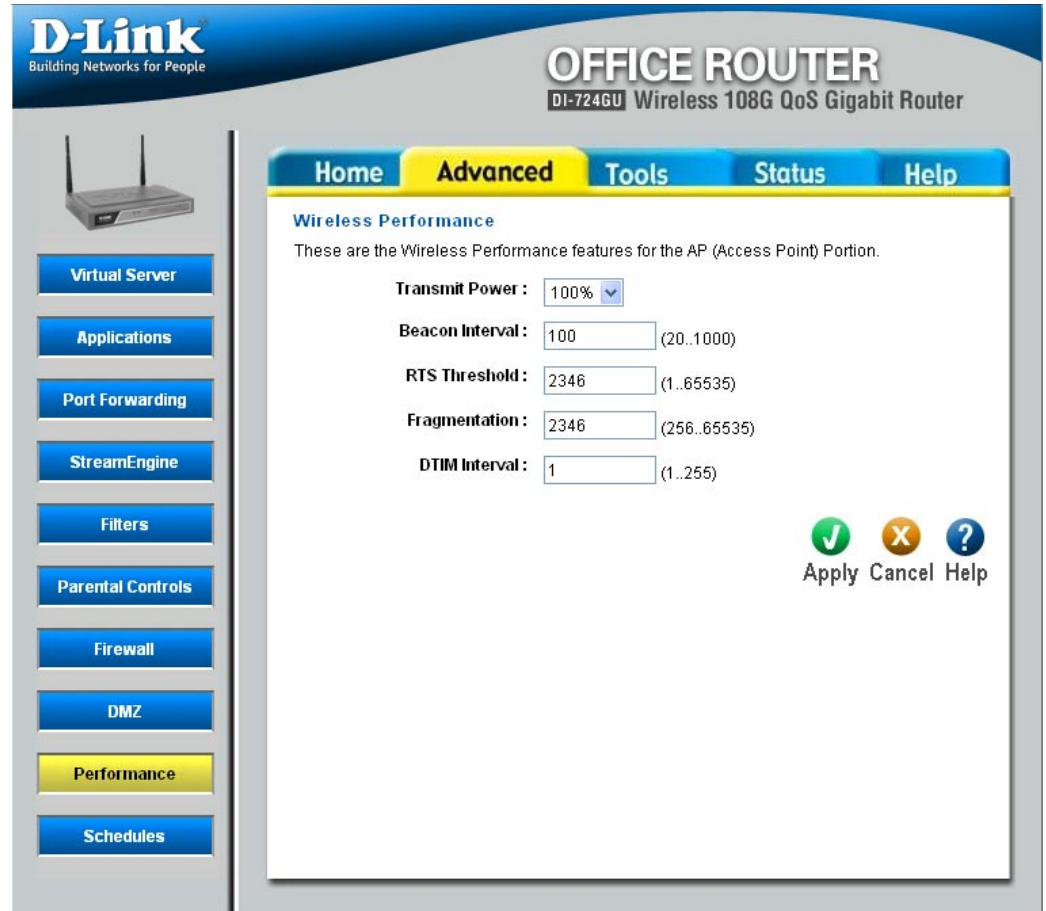 D-Link
Building Networks for People
OFFICE ROUTER
DI-724GU Wireless 108G QoS Gigabit Router
Home Advanced Tools Status Help
Virtual Server
Applications
Port Forwarding
StreamEngine
Filters
Parental Controls
Firewall
DMZ
Performance
Schedules
Wireless Performance
These are the Wireless Performance features for the AP (Access Point) Portion.
Transmit Power : 100%
Beacon Interval : 100 (20..1000)
RTS Threshold : 2346 (1..65535)
Fragmentation : 2346 (256..65535)
DTIM Interval : 1 (1..255)
Apply Cancel Help